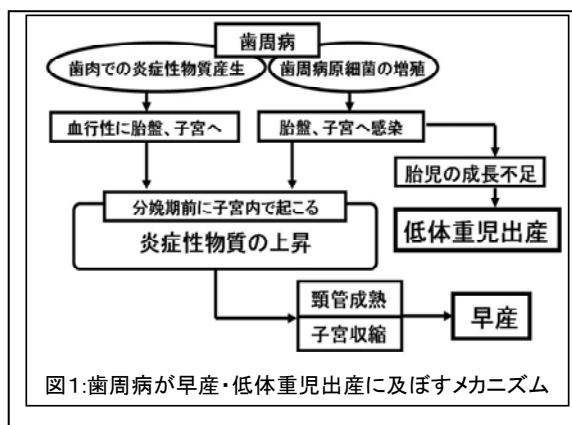 歯周病
歯肉での炎症性物質産生
歯周病原細菌の増殖
血行性に胎盤、子宮へ
胎盤、子宮へ感染
胎児の成長不足
分娩期前に子宮内で起こる
低体重児出産
炎症性物質の上昇
頸管成熟
子宮収縮
早産
図1:歯周病が早産・低体重児出産に及ぼすメカニズム